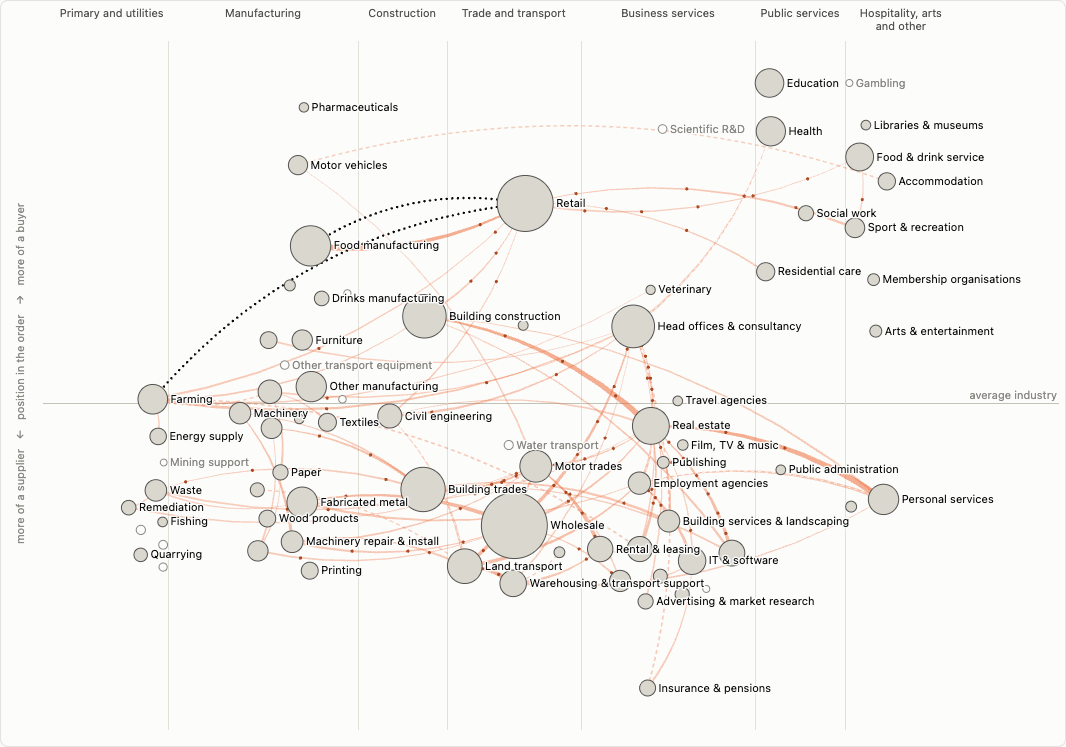 Primary and utilities
Manufacturing
Construction
Trade and transport
Business services
Public services
Hospitality, arts
and other
more of a supplier ← position in the order → more of a buyer
Education
Gambling
Pharmaceuticals
Libraries & museums
Scientific R&D
Health
Food & drink service
Motor vehicles
Accommodation
Retail
Social work
Sport & recreation
Food manufacturing
Residential care
Membership organisations
Veterinary
Drinks manufacturing
Building construction
Head offices & consultancy
Arts & entertainment
Furniture
Other transport equipment
Other manufacturing
average industry
Farming
Travel agencies
Machinery
Civil engineering
Textiles
Real estate
Energy supply
Water transport
Film, TV & music
Mining support
Motor trades
Publishing
Paper
Public administration
Employment agencies
Waste
Building trades
Fabricated metal
Personal services
Remediation
Fishing
Wood products
Wholesale
Building services & landscaping
Machinery repair & install
Rental & leasing
Quarrying
IT & software
Land transport
Printing
Warehousing & transport support
Advertising & market research
Insurance & pensions